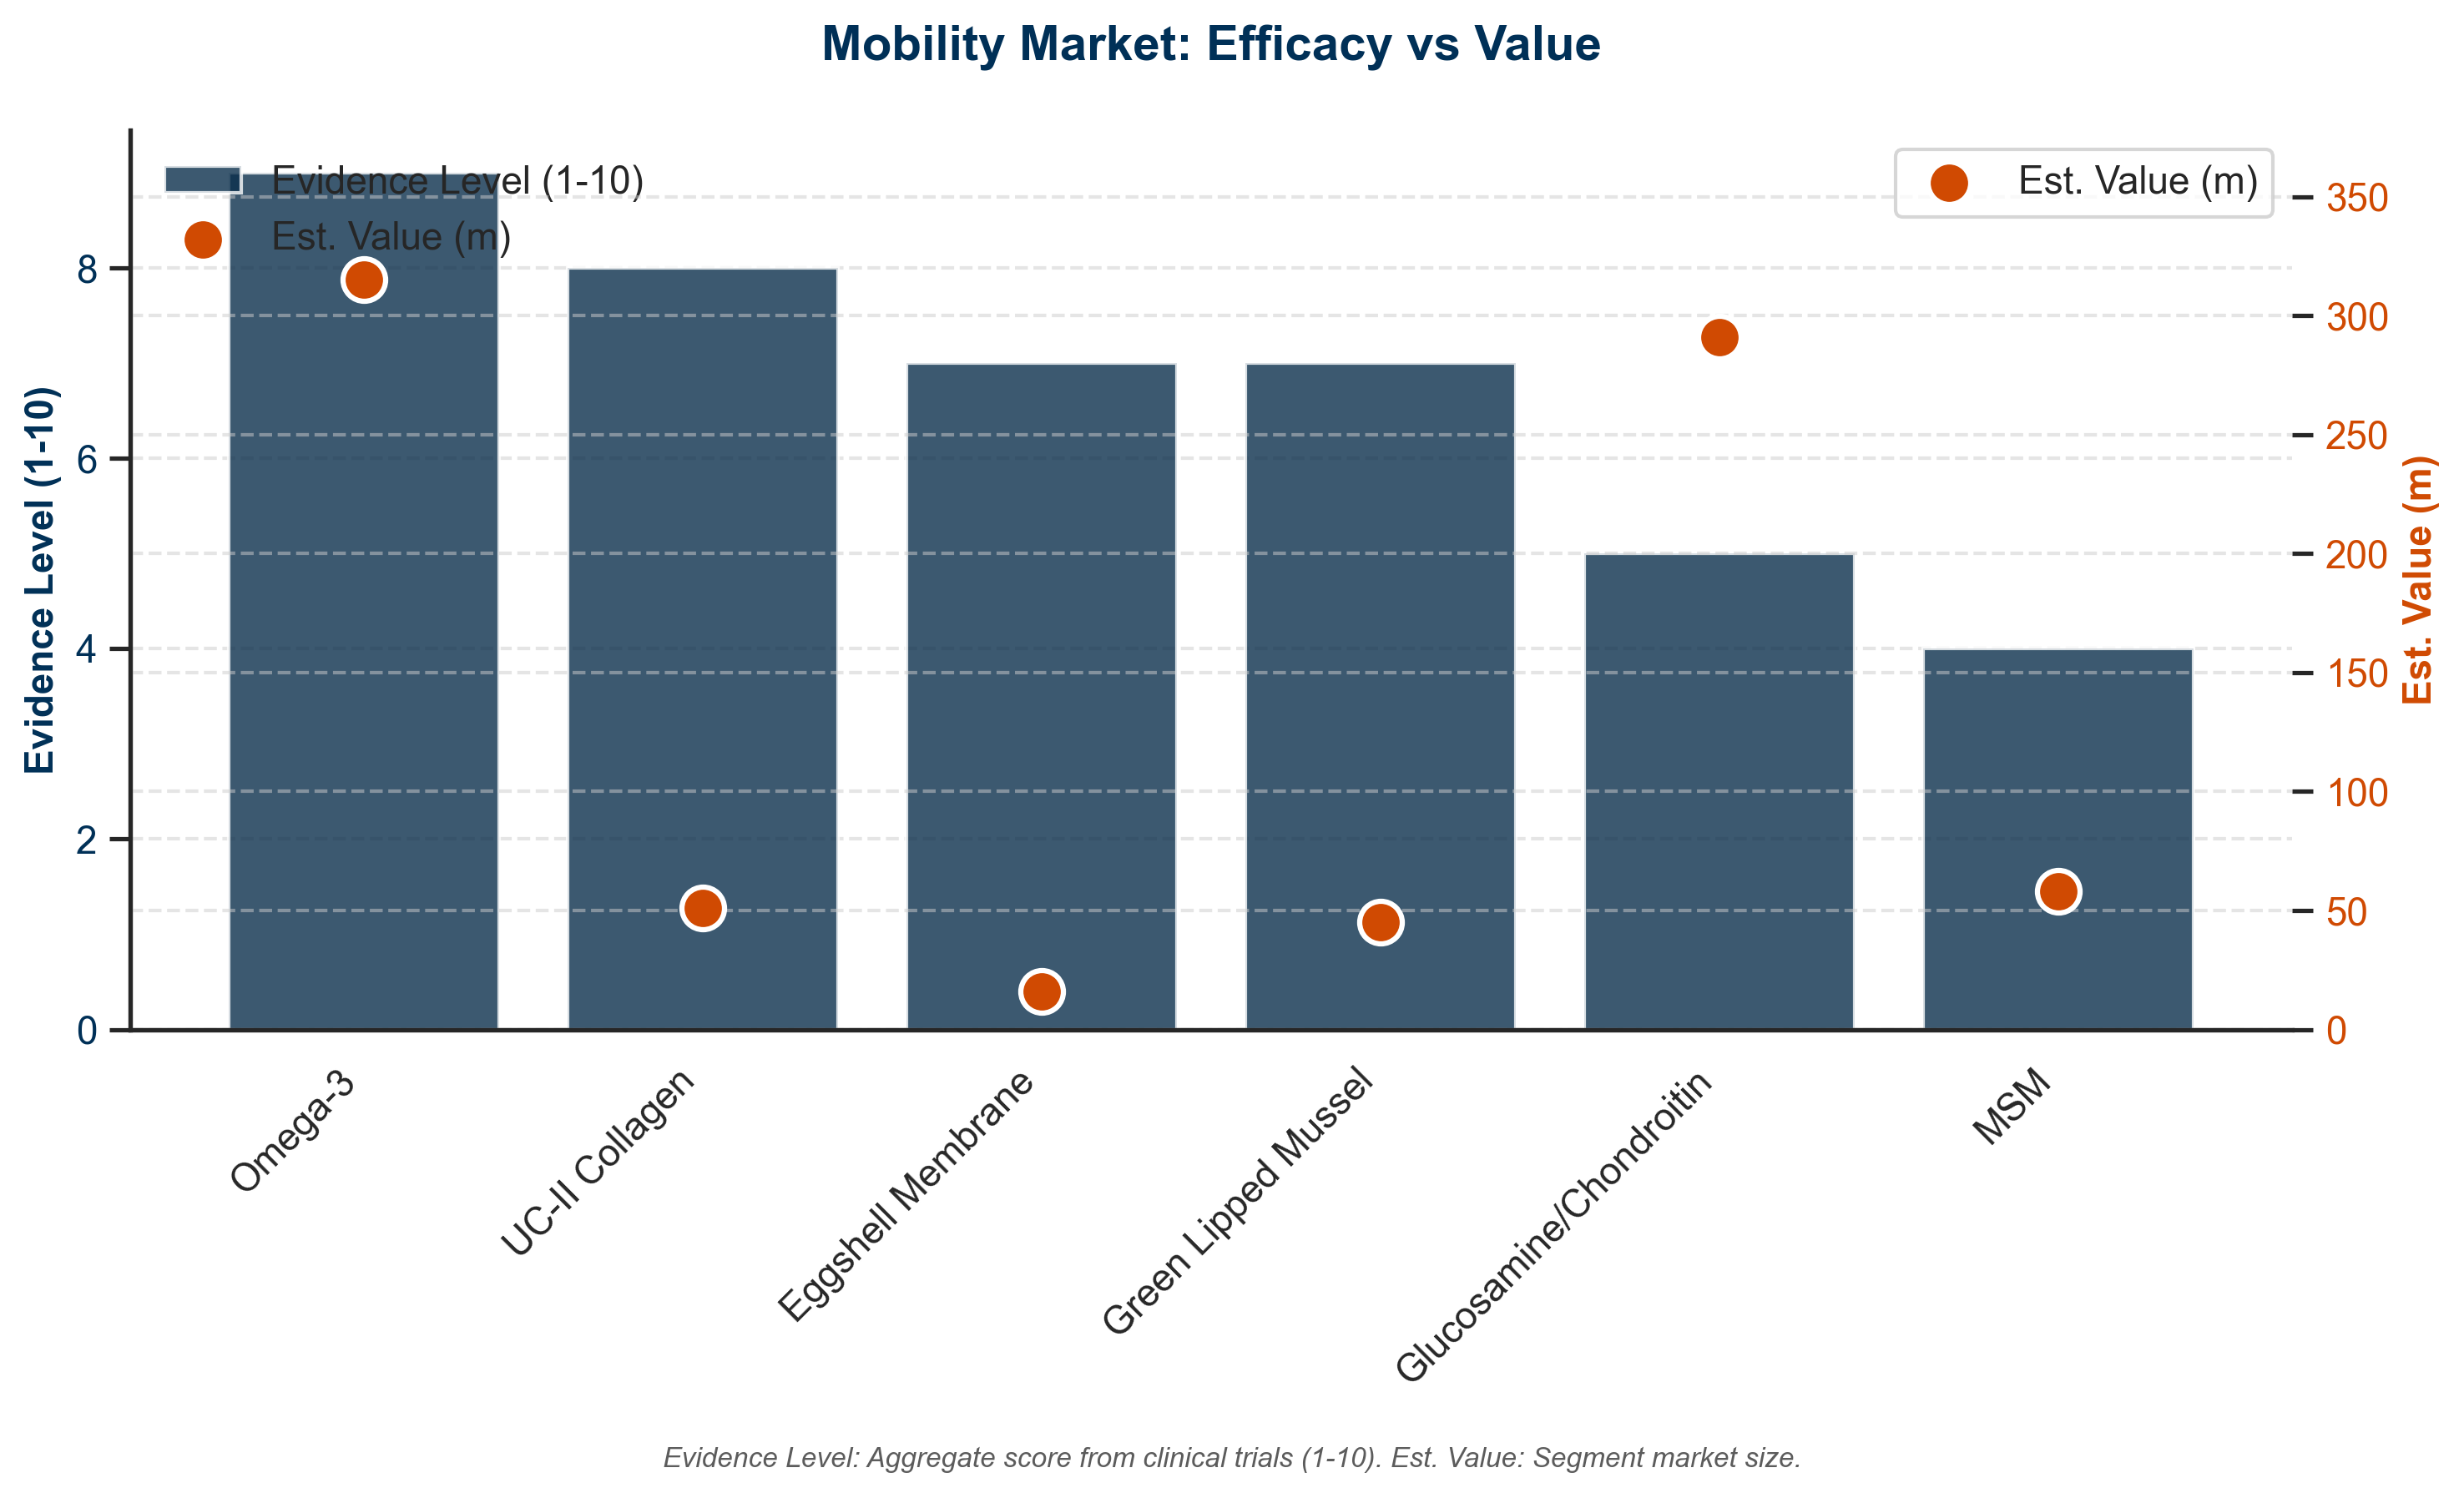 Mobility Market: Efficacy vs Value
Evidence Level (1-10)
Est. Value (m)
Est. Value (m)
Evidence Level (1-10)
8
6
4
2
0
350
300
250
200
150
100
50
0
Est. Value (m)
Omega-3
UC-II Collagen
Eggshell Membrane
Green Lipped Mussel
Glucosamine/Chondroitin
MSM
Evidence Level: Aggregate score from clinical trials (1-10). Est. Value: Segment market size.